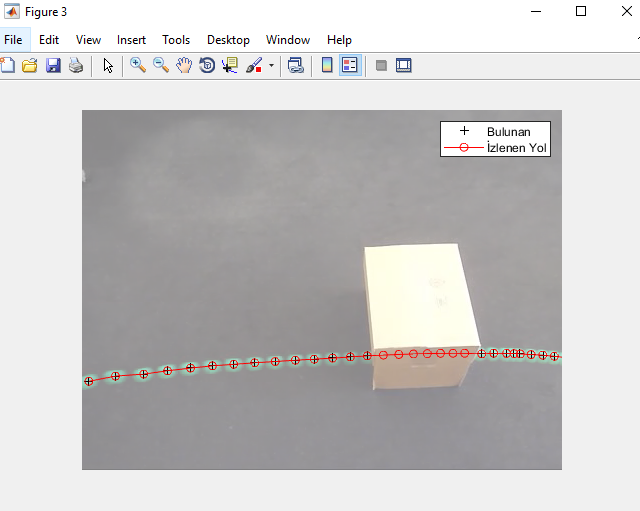 Figure 3
File Edit View Insert Tools Desktop Window Help
Bulunan
İzlenen Yol